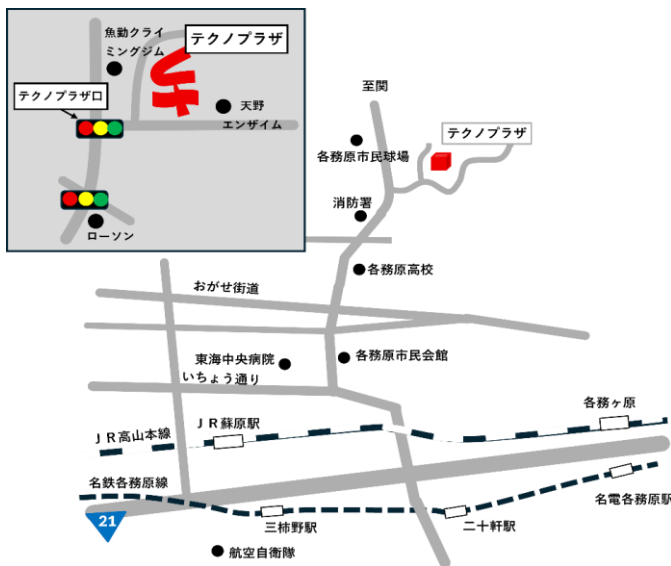 魚勤クライ
ミングジム
テクノプラザ
テクノプラザ口
天野
エンザイム
ローソン
至関
テクノプラザ
各務原市民球場
消防署
各務原高校
おがせ街道
東海中央病院
各務原市民会館
いちょう通り
各務ヶ原
JR蘇原駅
JR高山本線
名鉄各務原線
名電各務原駅
21
三柿野駅
二十軒駅
航空自衛隊